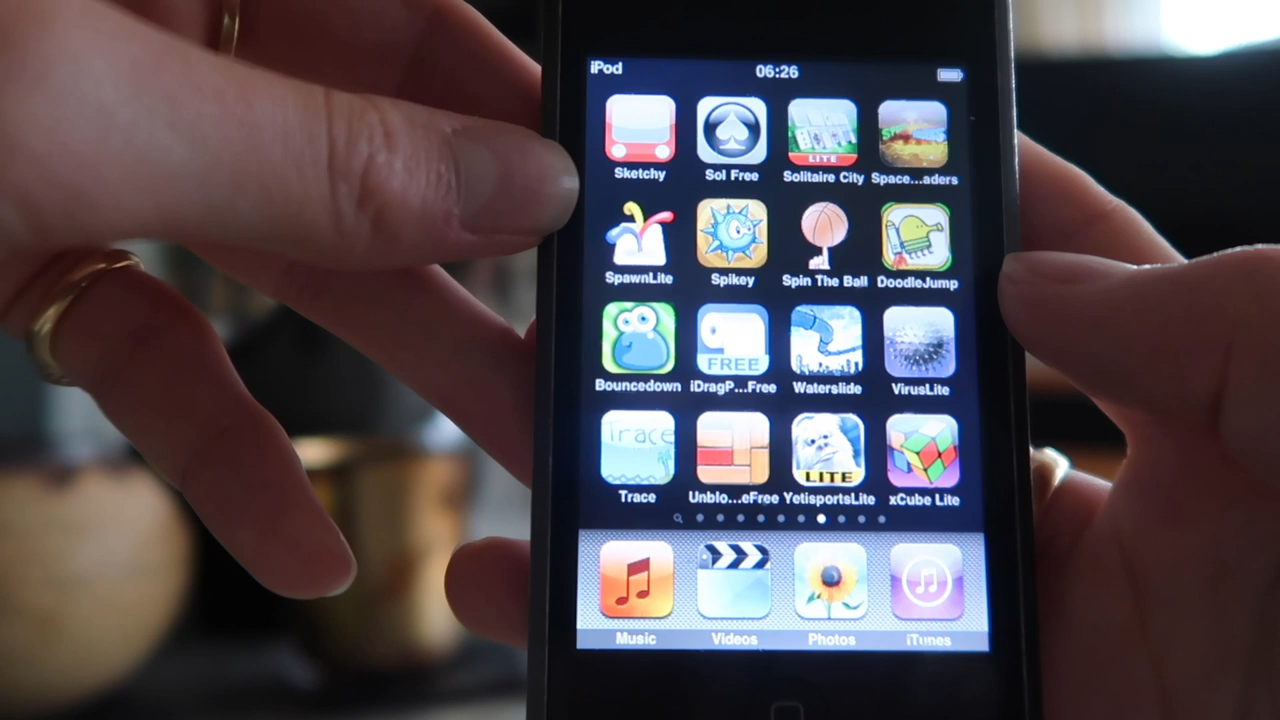 iPod 06:26
Sketchy Sol Free Solitaire City Space...aders
LITE
SpawnLite Spikey Spin The Ball DoodleJump
FREE
Bouncedown iDragP...Free Waterslide VirusLite
Trace
LITE
Trace Unblo...eFree YetisportsLite xCube Lite
Music Videos Photos iTunes